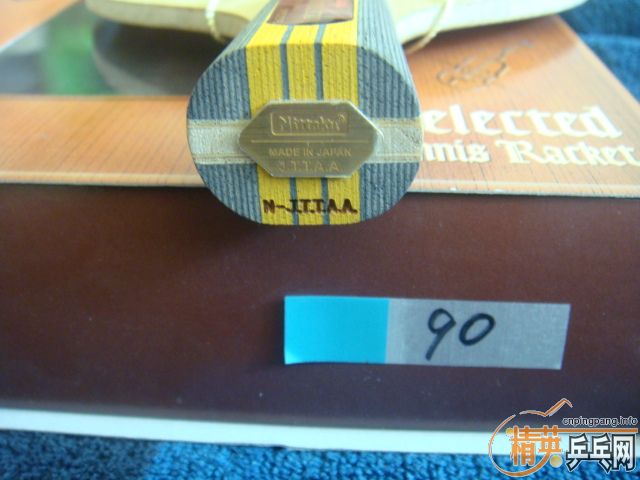 Nittaku
MADE IN JAPAN
J.T.T.A.A
N-J.T.T.A.A.
elected
nnis Racket
90
cnpingpang.info
精英乒乓网